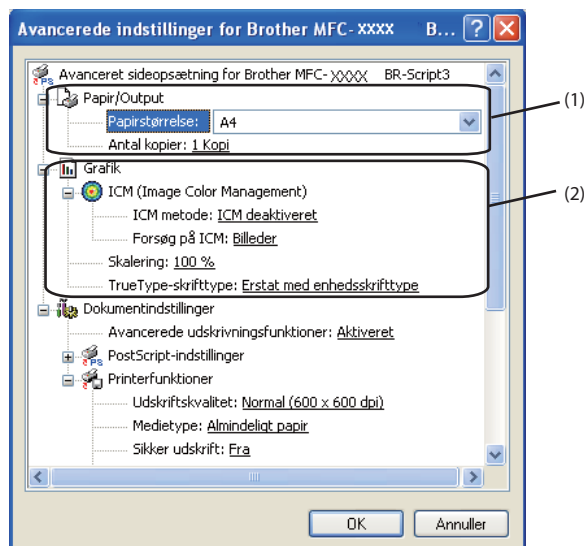 Avancerede indstillinger for Brother MFC- XXXX B... ?
Avanceret sideopsætning for Brother MFC-XXXX BR-Script3
Papir/Output
(1)
Papirstørrelse: A4
Antal kopier: 1 Kopi
Grafik
(2)
ICM (Image Color Management)
ICM metode: ICM deaktiveret
Forsøg på ICM: Billeder
Skalering: 100 %
TrueType-skrifttype: Erstat med enhedsskrifttype
Dokumentindstillinger
Avancerede udskrivningsfunktioner: Aktiveret
PostScript-indstillinger
Printerfunktioner
Udskriftskvalitet: Normal (600 x 600 dpi)
Medietype: Almindeligt papir
Sikker udskrift: Fra
OK Annuller